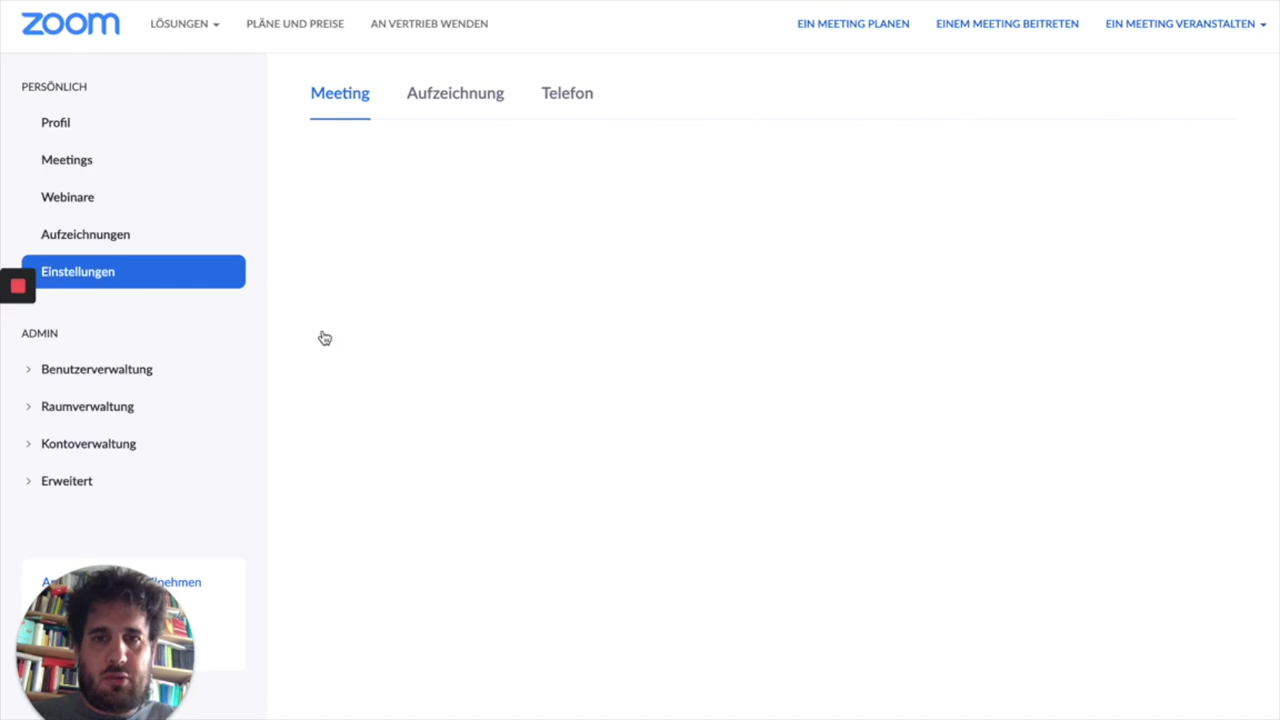 zoom
LÖSUNGEN
PLÄNE UND PREISE
AN VERTRIEB WENDEN
EIN MEETING PLANEN
EINEM MEETING BEITRETEN
EIN MEETING VERANSTALTEN
PERSÖNLICH
Profil
Meetings
Webinare
Aufzeichnungen
Einstellungen
ADMIN
Benutzerverwaltung
Raumverwaltung
Kontoverwaltung
Erweitert
Meeting
Aufzeichnung
Telefon